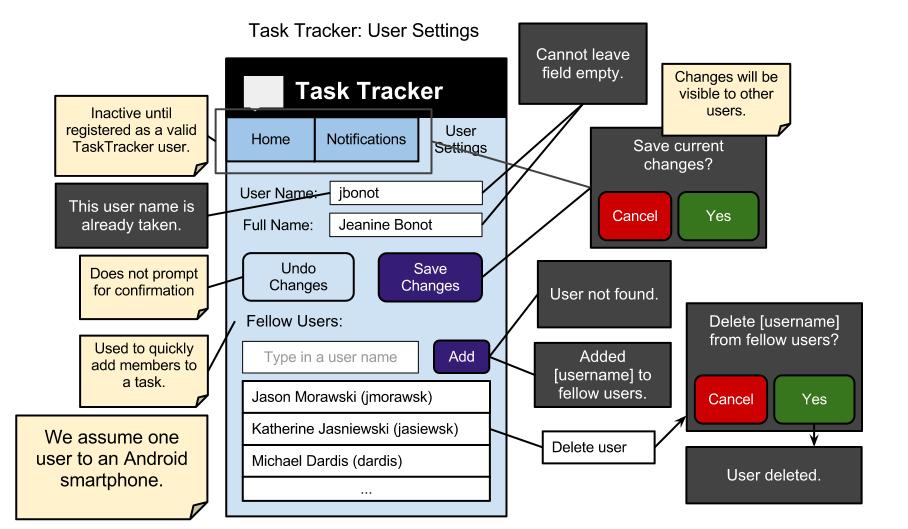 Task Tracker: User Settings
Cannot leave
field empty.
Changes will be
visible to other
users.
Task Tracker
Inactive until
registered as a valid
TaskTracker user.
Home
Notifications
User
Settings
Save current
changes?
Cancel
Yes
This user name is
already taken.
User Name:
jbonot
Full Name:
Jeanine Bonot
Does not prompt
for confirmation
Undo
Changes
Save
Changes
User not found.
Fellow Users:
Delete [username]
from fellow users?
Cancel
Yes
Used to quickly
add members to
a task.
Type in a user name
Add
Added
[username] to
fellow users.
Jason Morawski (jmorawsk)
Katherine Jasniewski (jasiewsk)
Michael Dardis (dardis)
...
Delete user
User deleted.
We assume one
user to an Android
smartphone.